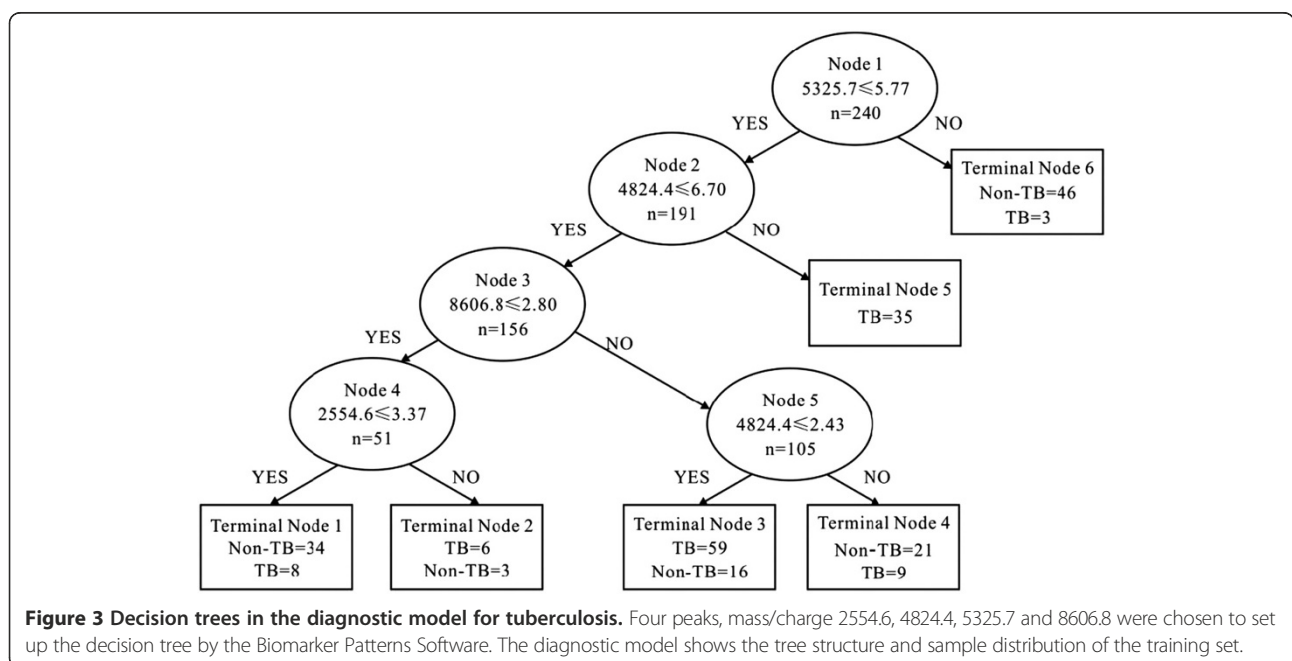 Node 1
5325.7≤5.77
n=240
YES
NO
Node 2
4824.4≤6.70
n=191
Terminal Node 6
Non-TB=46
TB=3
YES
NO
Node 3
8606.8≤2.80
n=156
Terminal Node 5
TB=35
YES
NO
Node 4
2554.6≤3.37
n=51
Node 5
4824.4≤2.43
n=105
YES
NO
YES
NO
Terminal Node 1
Non-TB=34
TB=8
Terminal Node 2
TB=6
Non-TB=3
Terminal Node 3
TB=59
Non-TB=16
Terminal Node 4
Non-TB=21
TB=9
Figure 3 Decision trees in the diagnostic model for tuberculosis. Four peaks, mass/charge 2554.6, 4824.4, 5325.7 and 8606.8 were chosen to set
up the decision tree by the Biomarker Patterns Software. The diagnostic model shows the tree structure and sample distribution of the training set.